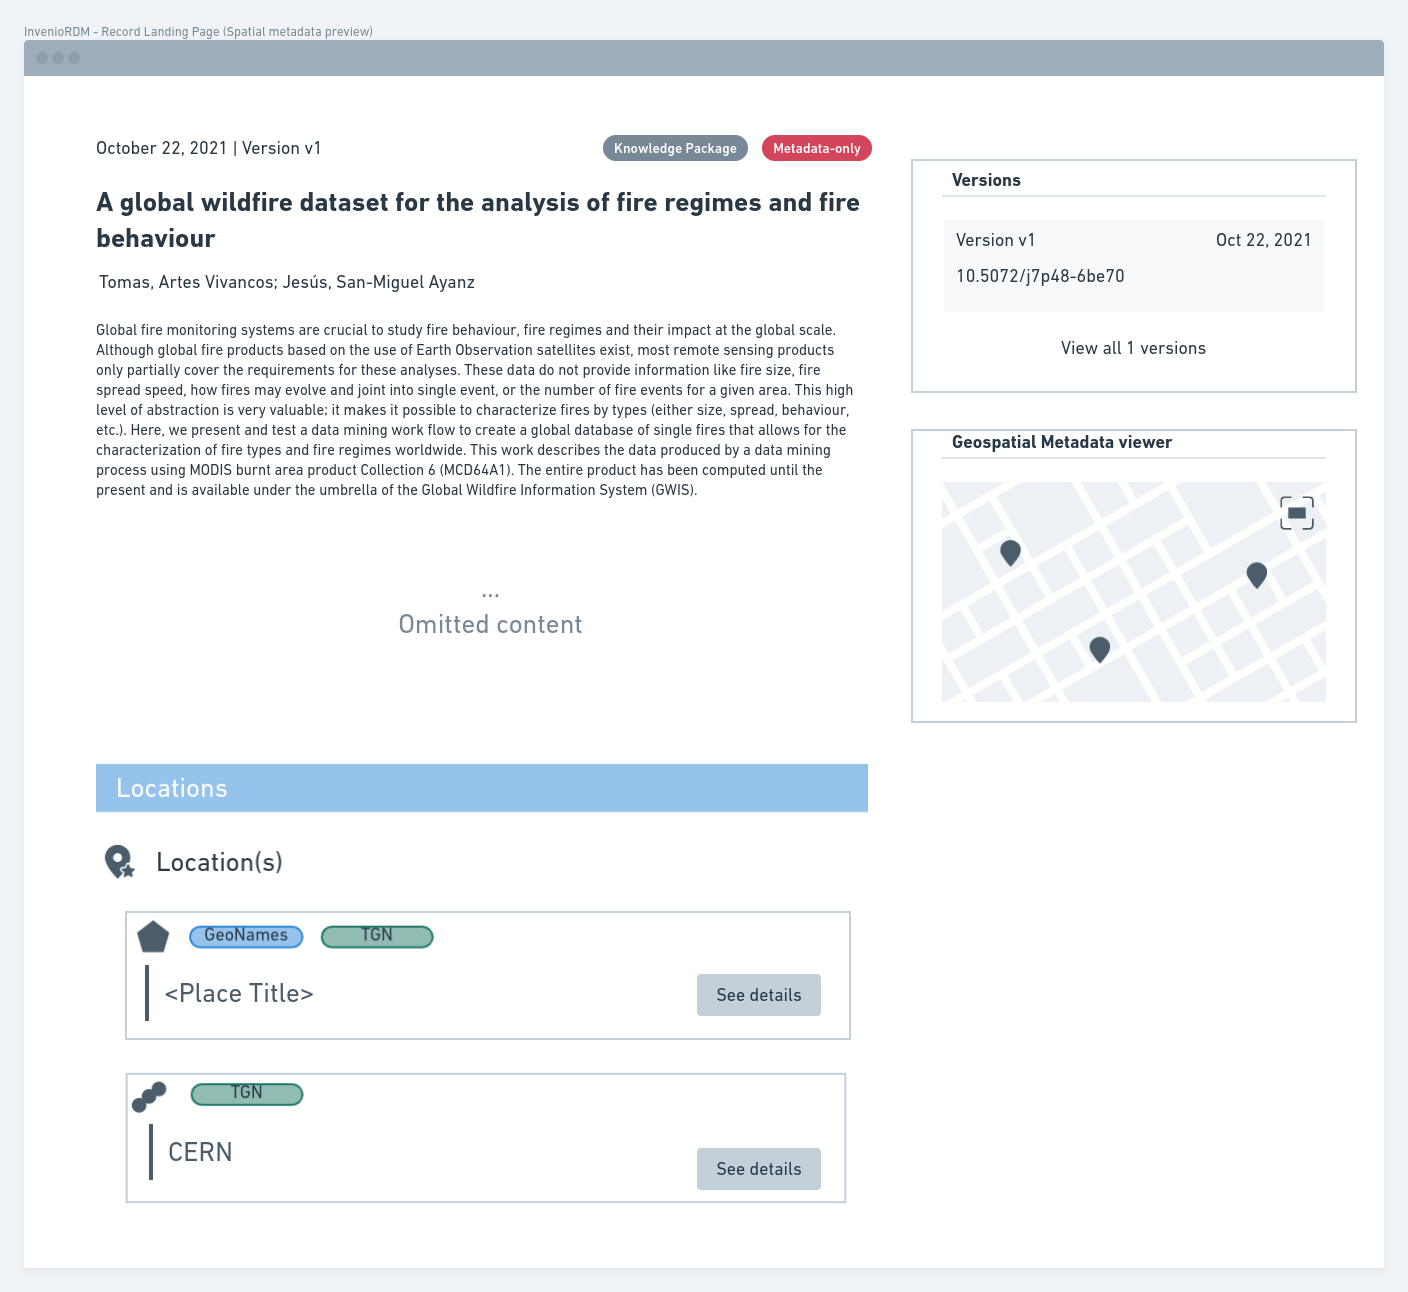 InvenioRDM - Record Landing Page (Spatial metadata preview)
October 22, 2021 | Version v1
Knowledge Package
Metadata-only
A global wildfire dataset for the analysis of fire regimes and fire
behaviour
Tomas, Artes Vivancos; Jesús, San-Miguel Ayanz
Global fire monitoring systems are crucial to study fire behaviour, fire regimes and their impact at the global scale.
Although global fire products based on the use of Earth Observation satellites exist, most remote sensing products
only partially cover the requirements for these analyses. These data do not provide information like fire size, fire
spread speed, how fires may evolve and joint into single event, or the number of fire events for a given area. This high
level of abstraction is very valuable; it makes it possible to characterize fires by types (either size, spread, behaviour,
etc.). Here, we present and test a data mining work flow to create a global database of single fires that allows for the
characterization of fire types and fire regimes worldwide. This work describes the data produced by a data mining
process using MODIS burnt area product Collection 6 (MCD64A1). The entire product has been computed until the
present and is available under the umbrella of the Global Wildfire Information System (GWIS).
...
Omitted content
Versions
Version v1
Oct 22, 2021
10.5072/j7p48-6be70
View all 1 versions
Geospatial Metadata viewer
Locations
Location(s)
GeoNames
TGN
<Place Title>
See details
TGN
CERN
See details